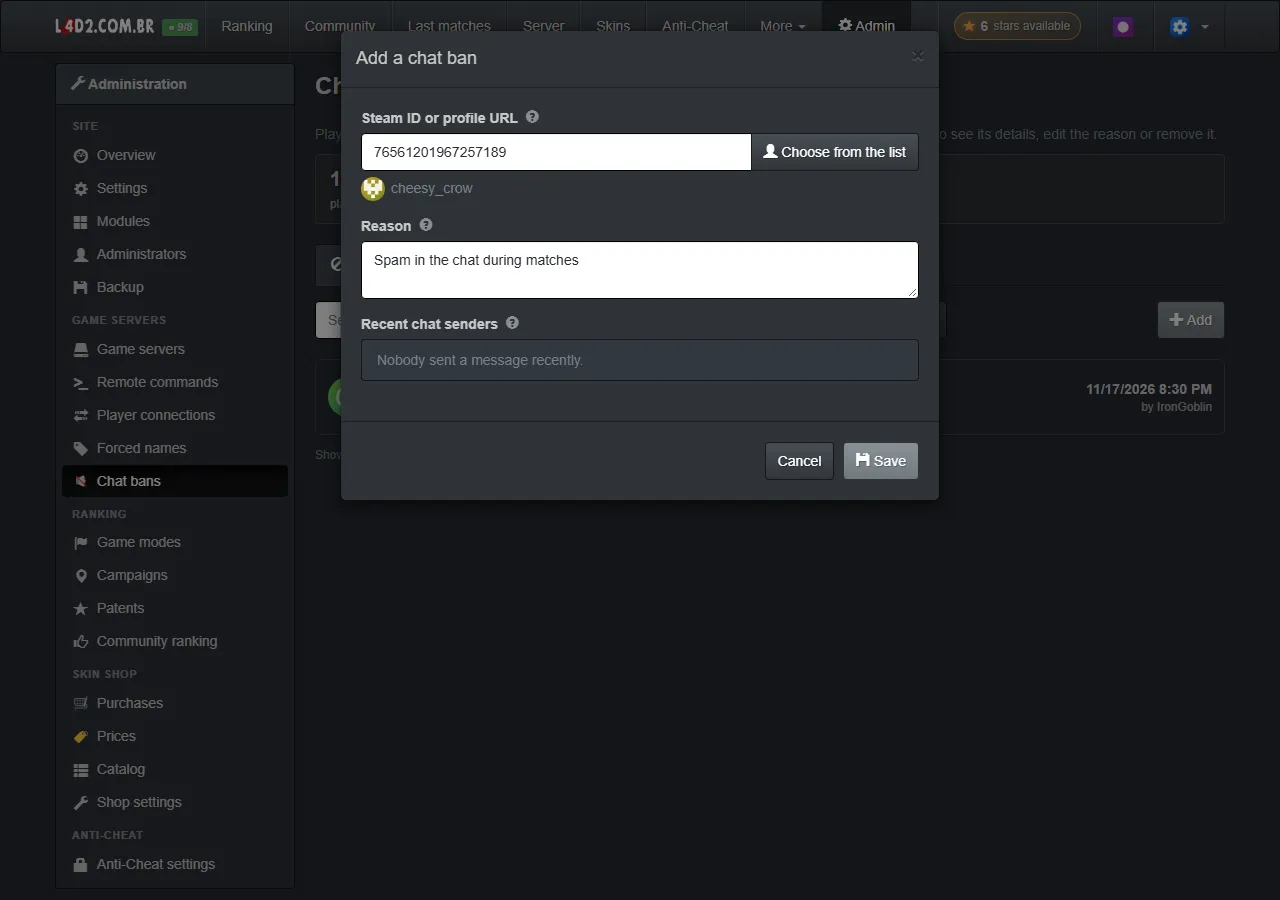 L4D2.COM.BR 9/8 Ranking Community Last matches Server Skins Anti-Cheat More Admin 6 stars available
Administration
SITE
Overview
Settings
Modules
Administrators
Backup
GAME SERVERS
Game servers
Remote commands
Player connections
Forced names
Chat bans
RANKING
Game modes
Campaigns
Patents
Community ranking
SKIN SHOP
Purchases
Prices
Catalog
Shop settings
ANTI-CHEAT
Anti-Cheat settings
Add a chat ban
Steam ID or profile URL
76561201967257189
Choose from the list
cheesy_crow
Reason
Spam in the chat during matches
Recent chat senders
Nobody sent a message recently.
Cancel
Save
to see its details, edit the reason or remove it.
Add
11/17/2026 8:30 PM
by IronGoblin